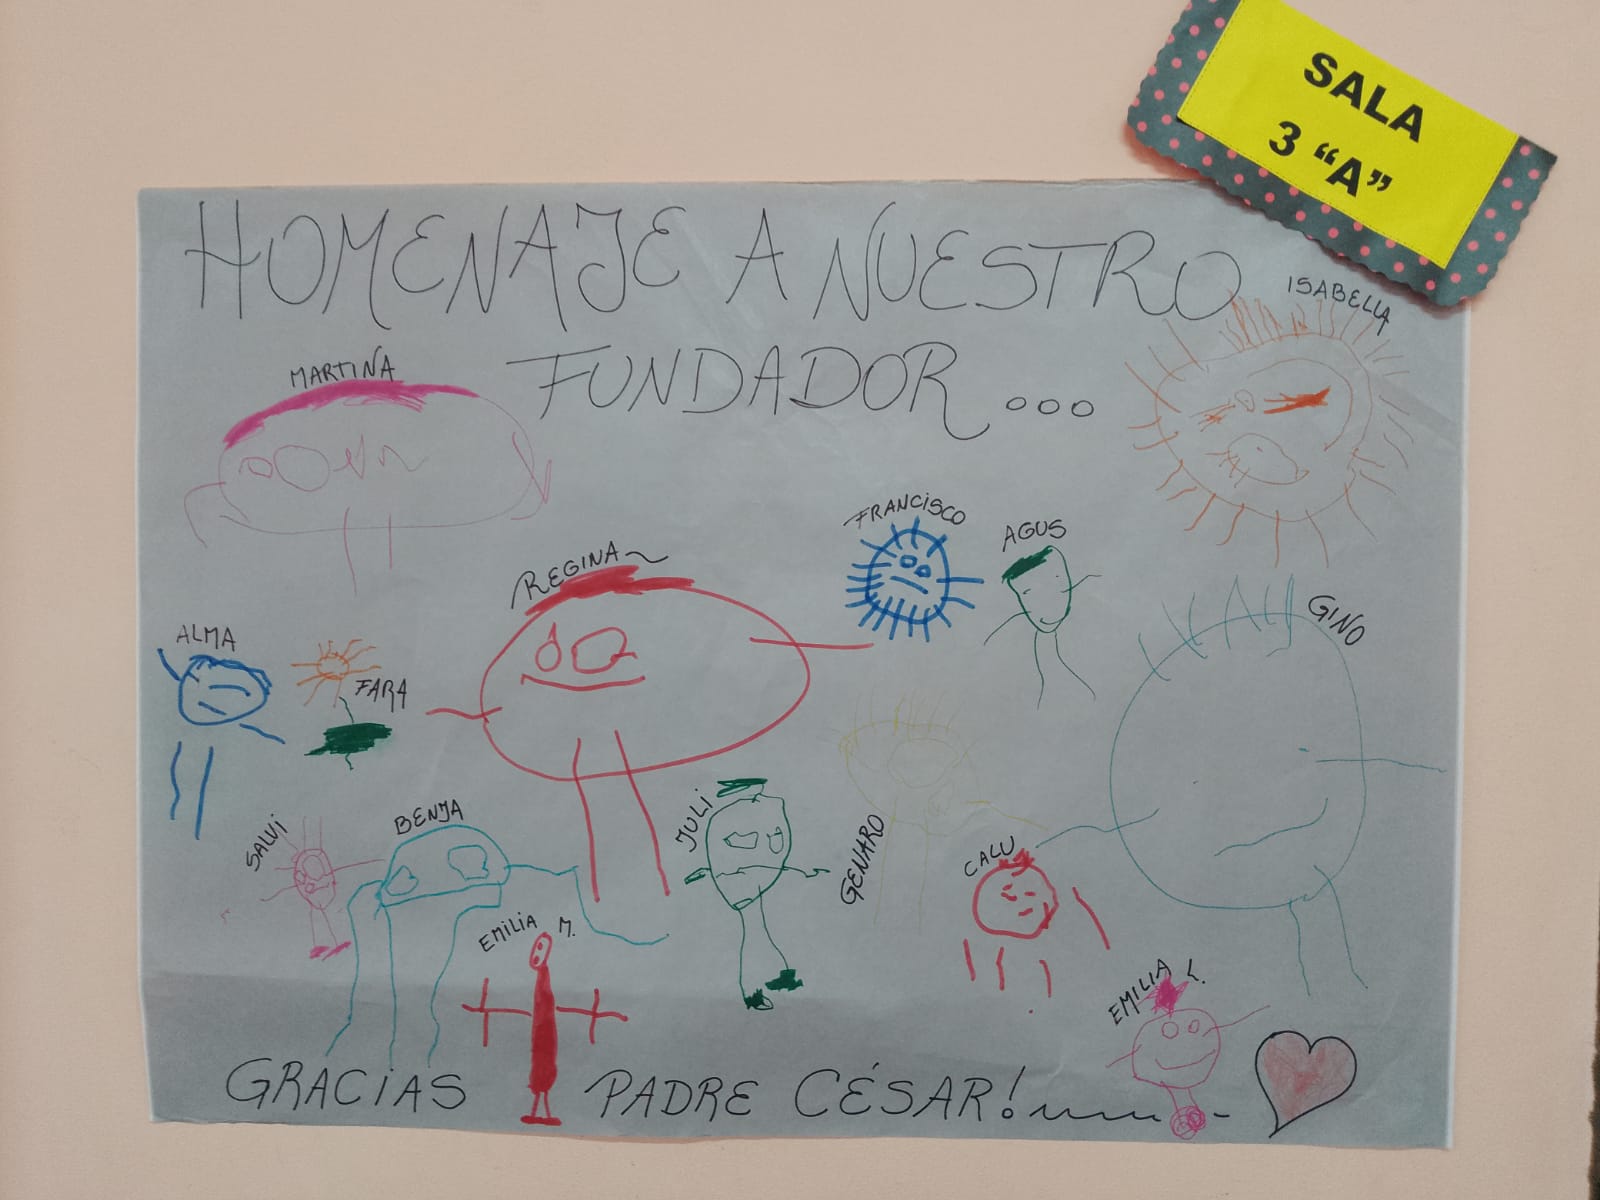 SALA
3 “A”
HOMENAJE A NUESTRO
FUNDADOR...
ISABELLA
MARTINA
FRANCISCO
AGUS
REGINA
GINO
ALMA
FARA
SALVI
BENJA
JULI
GENARO
CALU
EMILIA M.
EMILIA L.
GRACIAS PADRE CÉSAR!